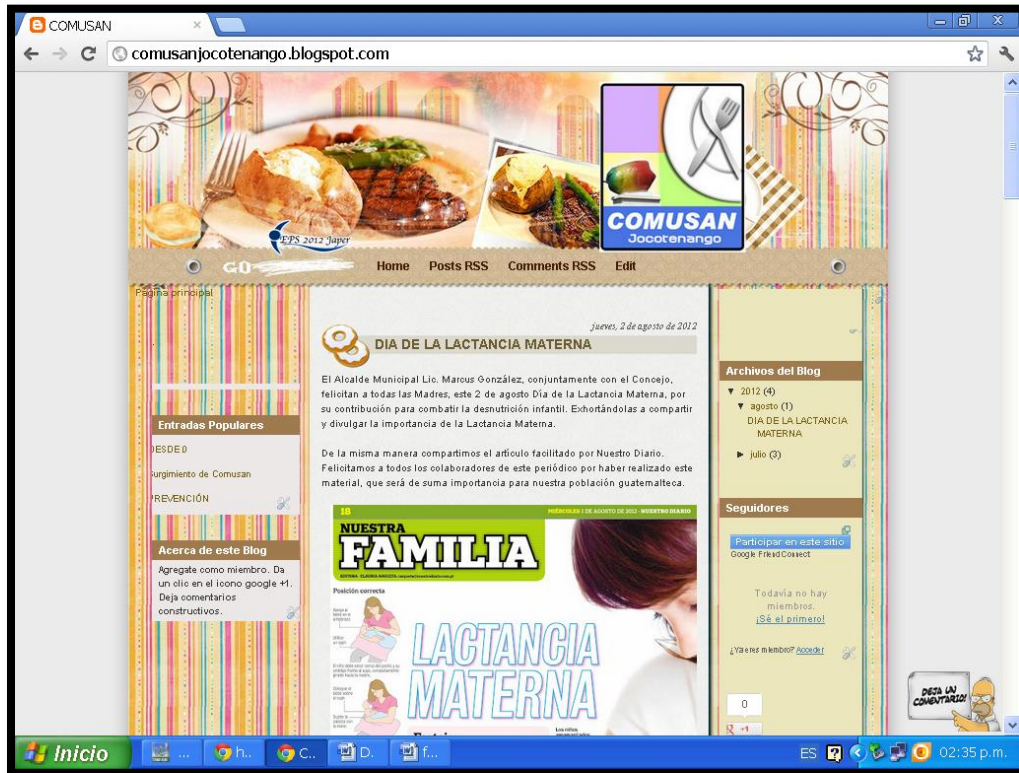 COMUSAN
comusanjocotenango.blogspot.com
COMUSAN
Jocotenango
EPS 2012 Japer
GO
Home Posts RSS Comments RSS Edit
Página principal
Entradas Populares
DESDE 0
Surgimiento de Comusan
PREVENCIÓN
Acerca de este Blog
Agregate como miembro. Da
un clic en el icono google +1.
Deja comentarios
constructivos.
jueves, 2 de agosto de 2012
DIA DE LA LACTANCIA MATERNA
El Alcalde Municipal Lic. Marcus González, conjuntamente con el Concejo,
felicitan a todas las Madres, este 2 de agosto Día de la Lactancia Materna, por
su contribución para combatir la desnutrición infantil. Exhortándolas a compartir
y divulgar la importancia de la Lactancia Materna.
De la misma manera compartimos el artículo facilitado por Nuestro Diario.
Felicitamos a todos los colaboradores de este periódico por haber realizado este
material, que será de suma importancia para nuestra población guatemalteca.
18 MIÉRCOLES 1 DE AGOSTO DE 2012 · NUESTRO DIARIO
NUESTRA
FAMILIA
Posición correcta
LACTANCIA
MATERNA
Archivos del Blog
▼ 2012 (4)
▼ agosto (1)
DIA DE LA LACTANCIA
MATERNA
► julio (3)
Seguidores
Participar en este sitio
Google Friend Connect
Todavía no hay
miembros.
¡Sé el primero!
¿Ya eres miembro? Acceder
0
+1
DEJA UN
COMENTARIO!
Inicio ... h.. C.. D. f... ES 02:35 p.m.